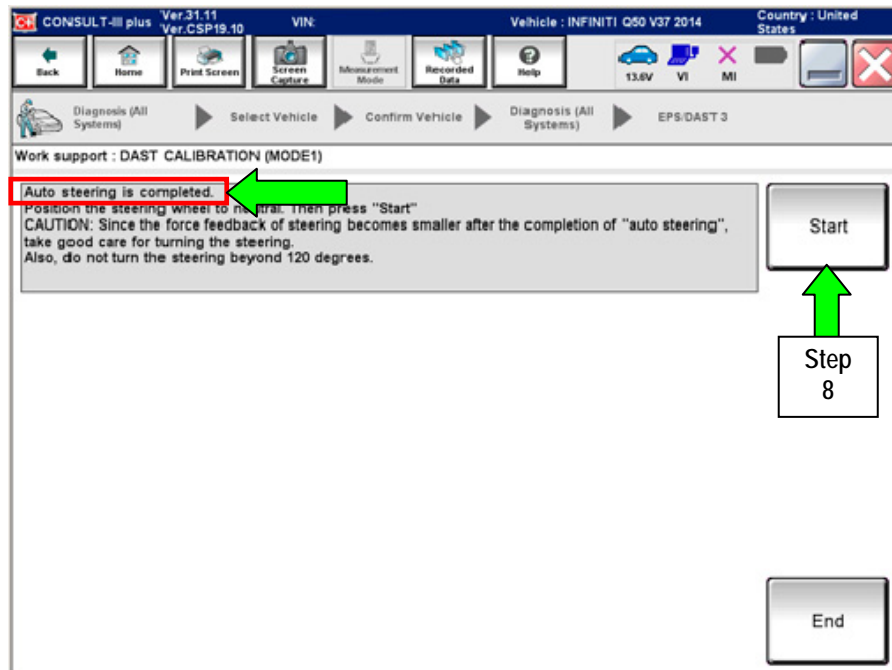 CONSULT-III plus Ver.31.11 VIN: Vehicle : INFINITI Q50 V37 2014 Country : United
Ver.CSP19.10 States
Back Home Print Screen Screen Capture Measurement Mode Recorded Data Help 13.6V VI MI
Diagnosis (All Systems) Select Vehicle Confirm Vehicle Diagnosis (All Systems) EPS/DAST 3
Work support : DAST CALIBRATION (MODE1)
Auto steering is completed.
Position the steering wheel to neutral. Then press "Start"
CAUTION: Since the force feedback of steering becomes smaller after the completion of "auto steering",
take good care for turning the steering.
Also, do not turn the steering beyond 120 degrees.
Start
Step
8
End